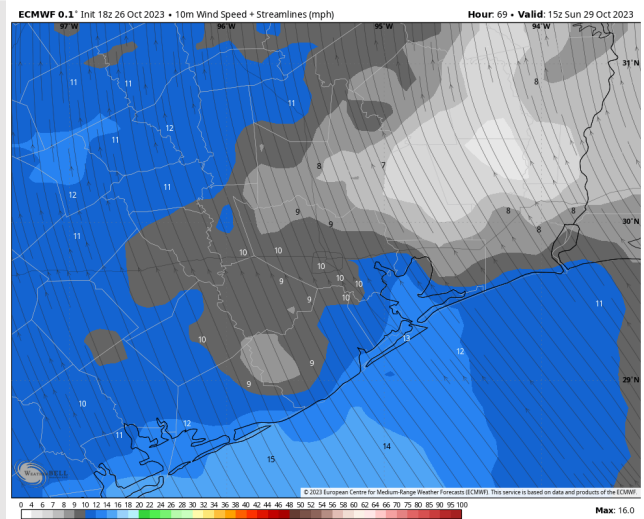 ECMWF 0.1° Init 18z 26 Oct 2023 • 10m Wind Speed + Streamlines (mph)
Hour: 69 • Valid: 15z Sun 29 Oct 2023
97°W 96°W 95°W 94°W
31°N
8
11 11
11
12
11
8 7
11
12
9 8 8
30°N
9 8
11
10 10
10
9 10 10
9 10
11
10 13
12
9
29°N
9
10
12
11
14
15
WeatherBELL
© 2023 European Centre for Medium-Range Weather Forecasts (ECMWF). This service is based on data and products of the ECMWF.
0 4 6 7 8 9 10 12 14 16 18 20 22 24 26 28 30 32 34 36 38 40 42 44 46 48 50 52 54 56 58 60 62 64 66 68 70 75 80 85 90 95 100
Max: 16.0